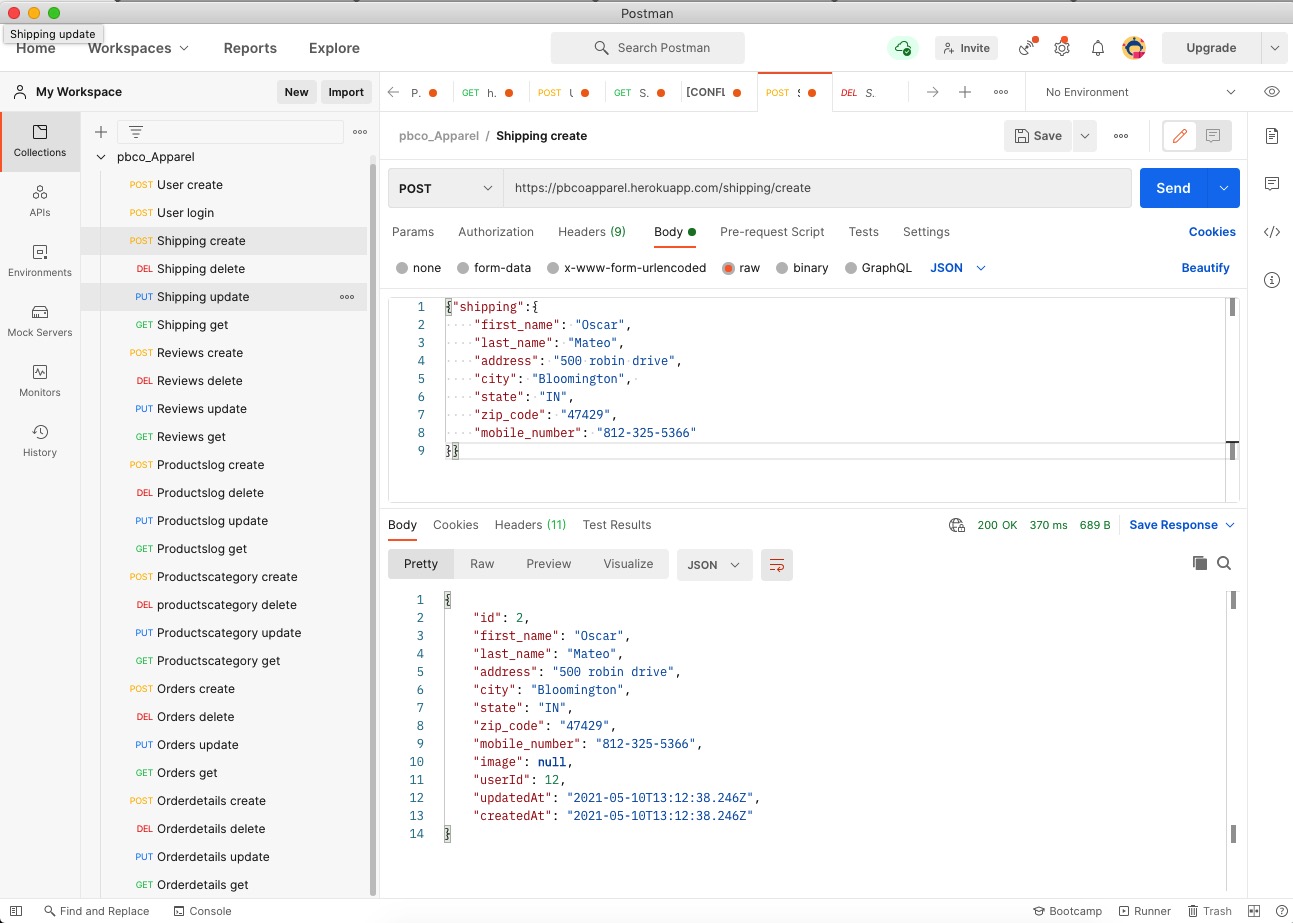 Postman
Shipping update
Home Workspaces Reports Explore Search Postman Invite Upgrade
My Workspace New Import
P. GET h. POST GET S. [CONFL POST DEL S. No Environment
Collections
APIs
Environments
Mock Servers
Monitors
History
pbco_Apparel
POST User create
POST User login
POST Shipping create
DEL Shipping delete
PUT Shipping update
GET Shipping get
POST Reviews create
DEL Reviews delete
PUT Reviews update
GET Reviews get
POST Productslog create
DEL Productslog delete
PUT Productslog update
GET Productslog get
POST Productscategory create
DEL productscategory delete
PUT Productscategory update
GET Productscategory get
POST Orders create
DEL Orders delete
PUT Orders update
GET Orders get
POST Orderdetails create
DEL Orderdetails delete
PUT Orderdetails update
GET Orderdetails get
pbco_Apparel / Shipping create Save
POST https://pbcoapparel.herokuapp.com/shipping/create Send
Params Authorization Headers (9) Body Pre-request Script Tests Settings Cookies
none form-data x-www-form-urlencoded raw binary GraphQL JSON Beautify
1 {"shipping":{
2 "first_name": "Oscar",
3 "last_name": "Mateo",
4 "address": "500 robin drive",
5 "city": "Bloomington",
6 "state": "IN",
7 "zip_code": "47429",
8 "mobile_number": "812-325-5366"
9 }}
Body Cookies Headers (11) Test Results 200 OK 370 ms 689 B Save Response
Pretty Raw Preview Visualize JSON
1 {
2 "id": 2,
3 "first_name": "Oscar",
4 "last_name": "Mateo",
5 "address": "500 robin drive",
6 "city": "Bloomington",
7 "state": "IN",
8 "zip_code": "47429",
9 "mobile_number": "812-325-5366",
10 "image": null,
11 "userId": 12,
12 "updatedAt": "2021-05-10T13:12:38.246Z",
13 "createdAt": "2021-05-10T13:12:38.246Z"
14 }
Find and Replace Console Bootcamp Runner Trash